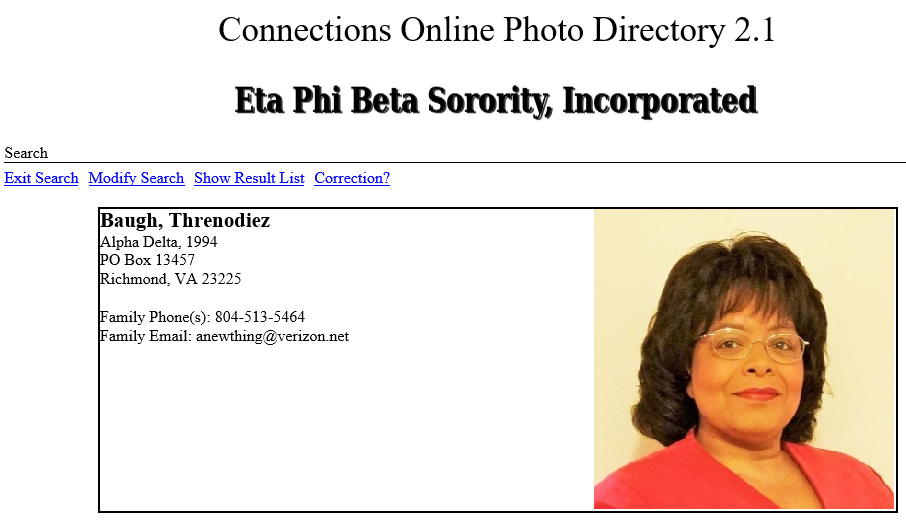 Connections Online Photo Directory 2.1
Eta Phi Beta Sorority, Incorporated
Search
Exit Search Modify Search Show Result List Correction?
Baugh, Threnodiez
Alpha Delta, 1994
PO Box 13457
Richmond, VA 23225
Family Phone(s): 804-513-5464
Family Email: anewthing@verizon.net